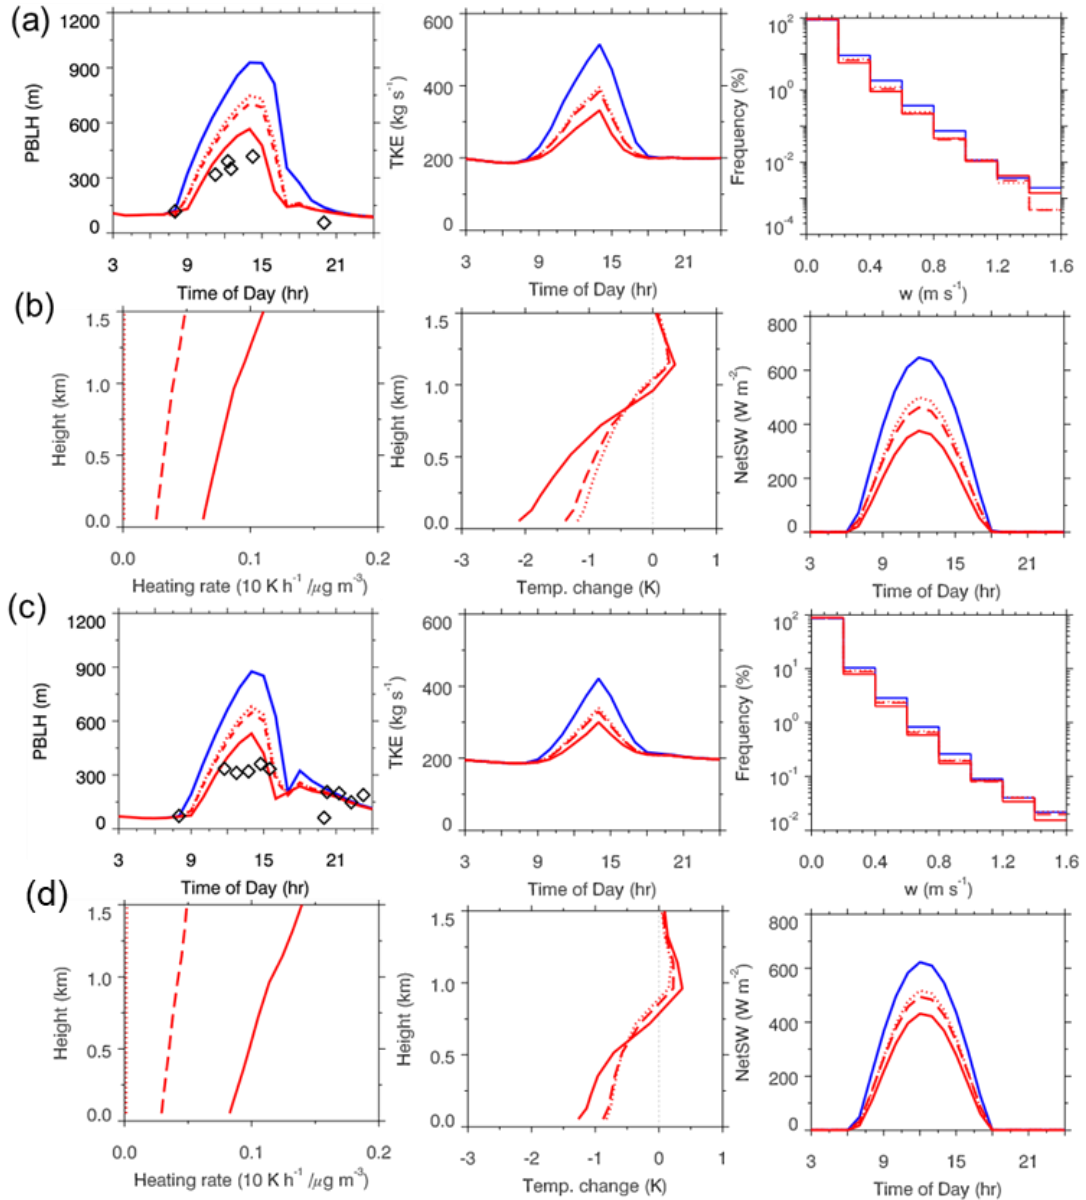 (a)
1200
900
600
300
0
PBLH (m)
3 9 15 21
Time of Day (hr)
600
400
200
0
TKE (kg s⁻¹)
3 9 15 21
Time of Day (hr)
10²
10⁰
10⁻²
10⁻⁴
Frequency (%)
0.0 0.4 0.8 1.2 1.6
w (m s⁻¹)
(b)
1.5
1.0
0.5
0.0
Height (km)
0.0 0.1 0.2
Heating rate (10 K h⁻¹ /μg m⁻³)
1.5
1.0
0.5
0.0
Height (km)
-3 -2 -1 0 1
Temp. change (K)
800
600
400
200
0
NetSW (W m⁻²)
3 9 15 21
Time of Day (hr)
(c)
1200
900
600
300
0
PBLH (m)
3 9 15 21
Time of Day (hr)
600
400
200
0
TKE (kg s⁻¹)
3 9 15 21
Time of Day (hr)
10²
10¹
10⁰
10⁻¹
10⁻²
Frequency (%)
0.0 0.4 0.8 1.2 1.6
w (m s⁻¹)
(d)
1.5
1.0
0.5
0.0
Height (km)
0.0 0.1 0.2
Heating rate (10 K h⁻¹ /μg m⁻³)
1.5
1.0
0.5
0.0
Height (km)
-3 -2 -1 0 1
Temp. change (K)
800
600
400
200
0
NetSW (W m⁻²)
3 9 15 21
Time of Day (hr)